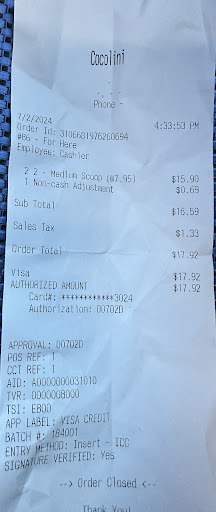 Cocolini
Phone -
7/2/2024 4:33:53 PM
Order Id: 3106681976260694
#86 - For Here
Employee: Cashier
2 2 - Medium Scoop (@7.95) $15.90
1 Non-cash Adjustment $0.69
Sub Total $16.59
Sales Tax $1.33
Order Total $17.92
Visa $17.92
AUTHORIZED AMOUNT $17.92
Card#: ************3024
Authorization: 00702D
APPROVAL: 00702D
POS REF: 1
CCT REF: 1
AID: A0000000031010
TVR: 0000008000
TSI: E800
APP LABEL: VISA CREDIT
BATCH #: 184001
ENTRY METHOD: Insert - ICC
SIGNATURE VERIFIED: Yes
--> Order Closed <--
Thank You!